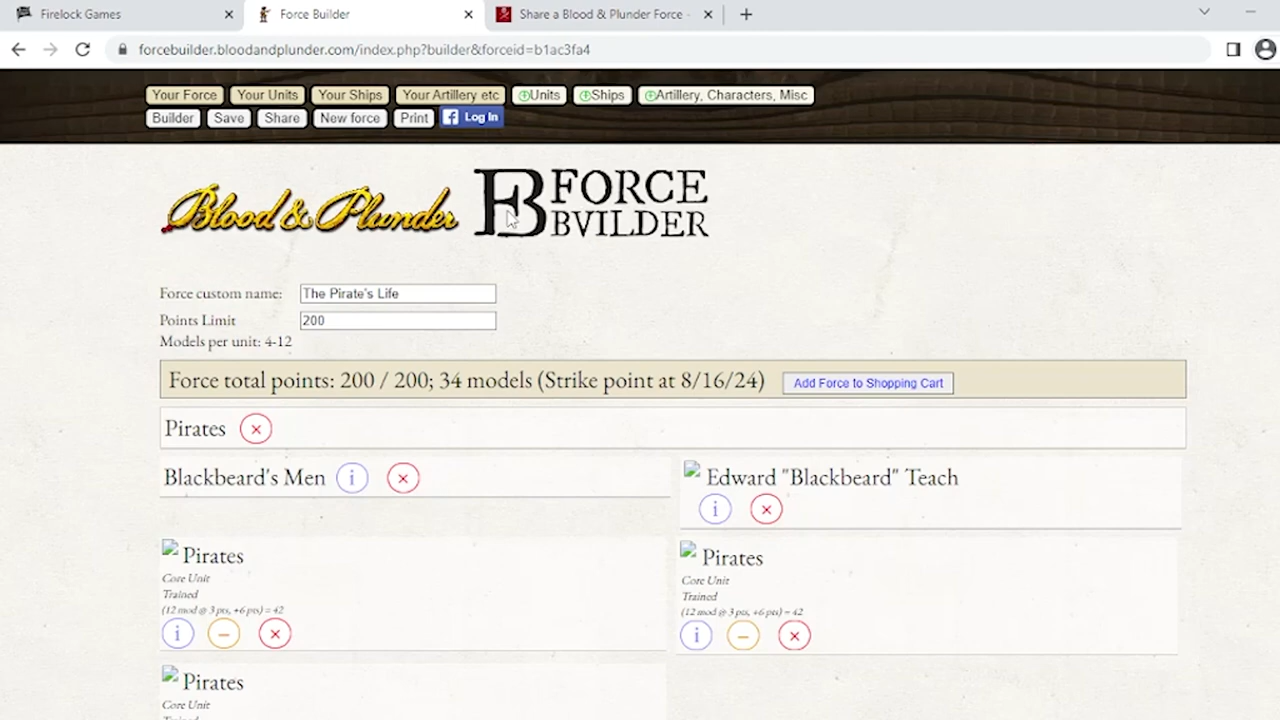 Firelock Games
Force Builder
Share a Blood & Plunder Force -
forcebuilder.bloodandplunder.com/index.php?builder&forceid=b1ac3fa4
Your Force
Your Units
Your Ships
Your Artillery etc
Units
Ships
Artillery, Characters, Misc
Builder
Save
Share
New force
Print
Log In
Blood & Plunder
FB FORCE
BVILDER
Force custom name: The Pirate's Life
Points Limit 200
Models per unit: 4-12
Force total points: 200 / 200; 34 models (Strike point at 8/16/24) Add Force to Shopping Cart
Pirates
Blackbeard's Men
Edward "Blackbeard" Teach
Pirates
Core Unit
Trained
(12 mod @ 3 pts, +6 pts) = 42
Pirates
Core Unit
Trained
(12 mod @ 3 pts, +6 pts) = 42
Pirates
Core Unit